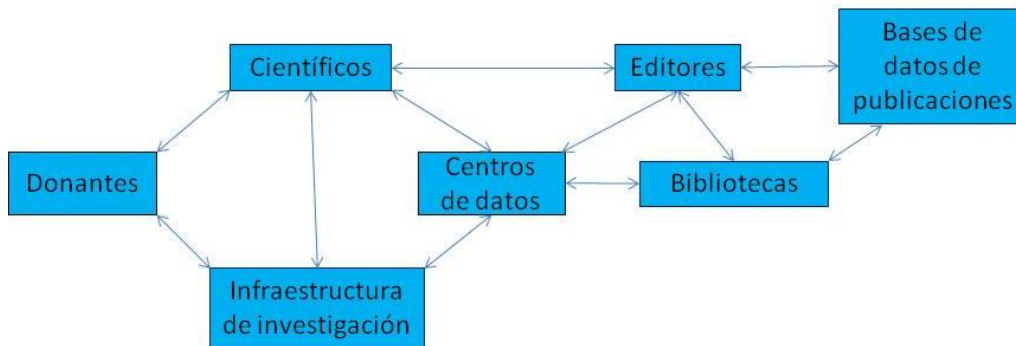 Científicos
Editores
Bases de
datos de
publicaciones
Donantes
Centros
de datos
Bibliotecas
Infraestructura
de investigación